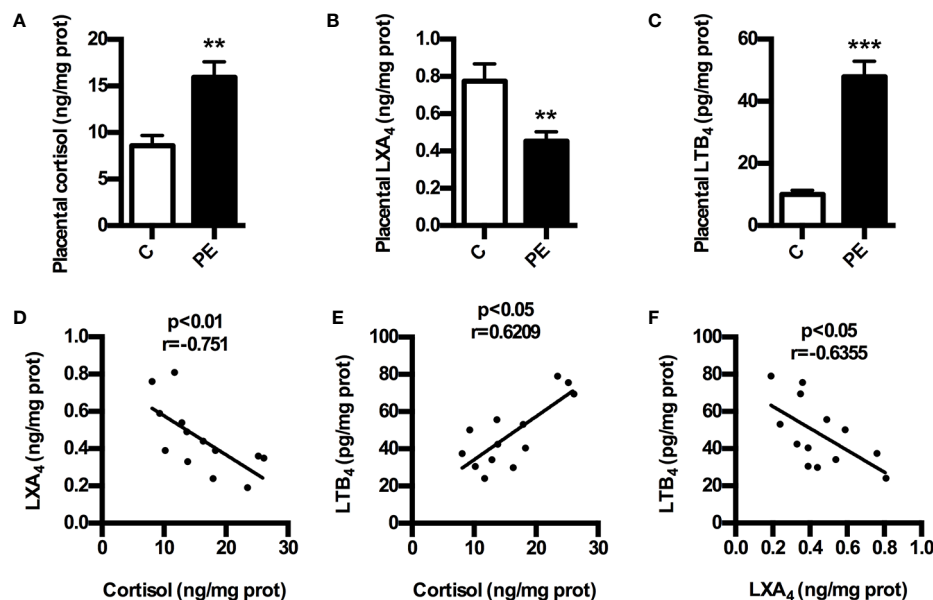 A
Placental cortisol (ng/mg prot)
20
15
10
5
0
**
C
PE
B
Placental LXA₄ (ng/mg prot)
1.0
0.8
0.6
0.4
0.2
0.0
**
C
PE
C
Placental LTB₄ (pg/mg prot)
60
40
20
0
***
C
PE
D
p<0.01
r=-0.751
LXA₄ (ng/mg prot)
1.0
0.8
0.6
0.4
0.2
0.0
0
10
20
30
Cortisol (ng/mg prot)
E
p<0.05
r=0.6209
LTB₄ (pg/mg prot)
100
80
60
40
20
0
0
10
20
30
Cortisol (ng/mg prot)
F
p<0.05
r=-0.6355
LTB₄ (pg/mg prot)
100
80
60
40
20
0
0.0
0.2
0.4
0.6
0.8
1.0
LXA₄ (ng/mg prot)